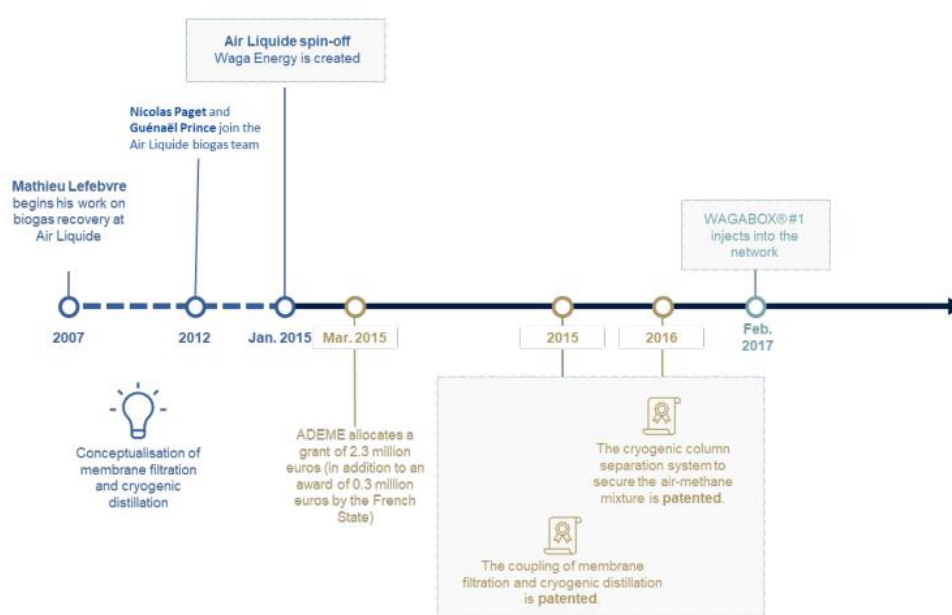 Air Liquide spin-off
Waga Energy is created
Nicolas Paget and
Guénaël Prince join the
Air Liquide biogas team
Mathieu Lefebvre
begins his work on
biogas recovery at
Air Liquide
WAGABOX® #1
injects into the
network
2007
2012
Jan. 2015
Mar. 2015
2015
2016
Feb.
2017
Conceptualisation of
membrane filtration
and cryogenic
distillation
ADEME allocates a
grant of 2.3 million
euros (in addition to an
award of 0.3 million
euros by the French
State)
The cryogenic column
separation system to
secure the air-methane
mixture is patented.
The coupling of membrane
filtration and cryogenic distillation
is patented.